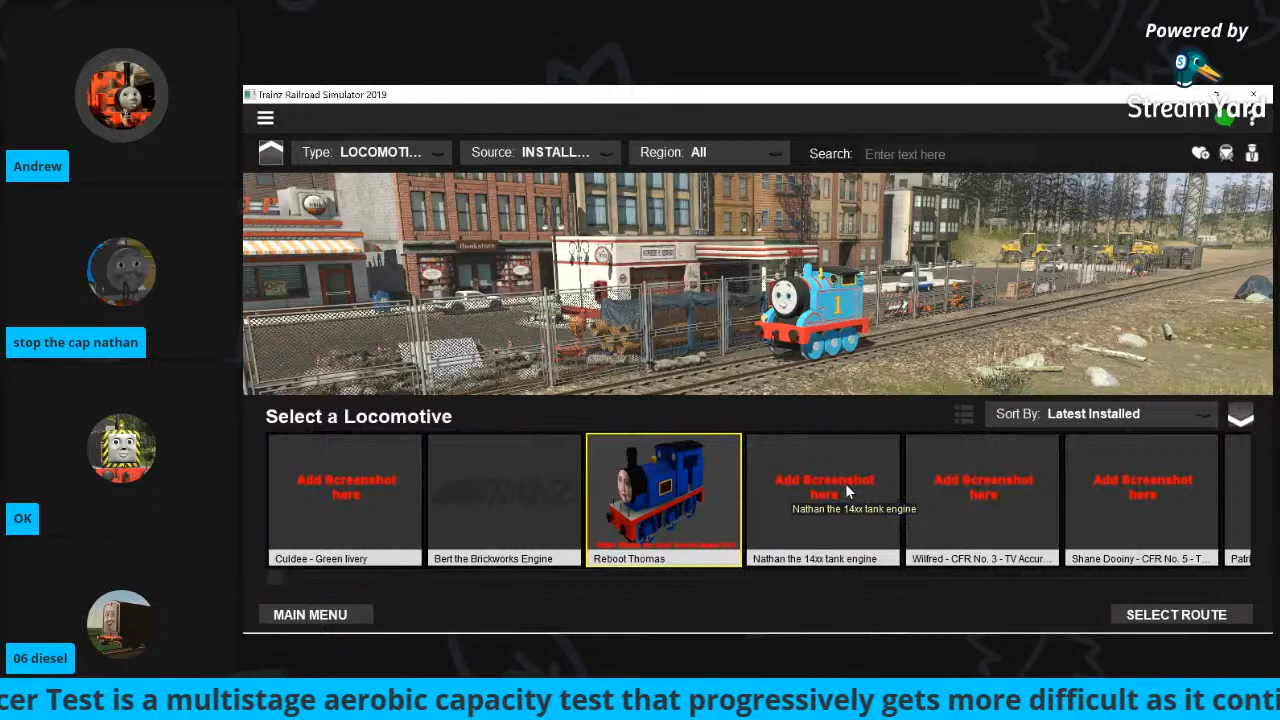 Powered by
StreamYard
Trainz Railroad Simulator 2019
Type: LOCOMOTI...
Source: INSTALL...
Region: All
Search: Enter text here
Andrew
stop the cap nathan
OK
06 diesel
Bookstore
1
Select a Locomotive
Sort By: Latest Installed
Add Screenshot
here
Culdee - Green livery
TRAINZ
Bert the Brickworks Engine
Reboot Thomas
Add Screenshot
here
Nathan the 14xx tank engine
Nathan the 14xx tank engine
Add Screenshot
here
Wilfred - CFR No. 3 - TV Accur...
Add Screenshot
here
Shane Dooiny - CFR No. 5 - T...
Patri
MAIN MENU
SELECT ROUTE
cer Test is a multistage aerobic capacity test that progressively gets more difficult as it conti